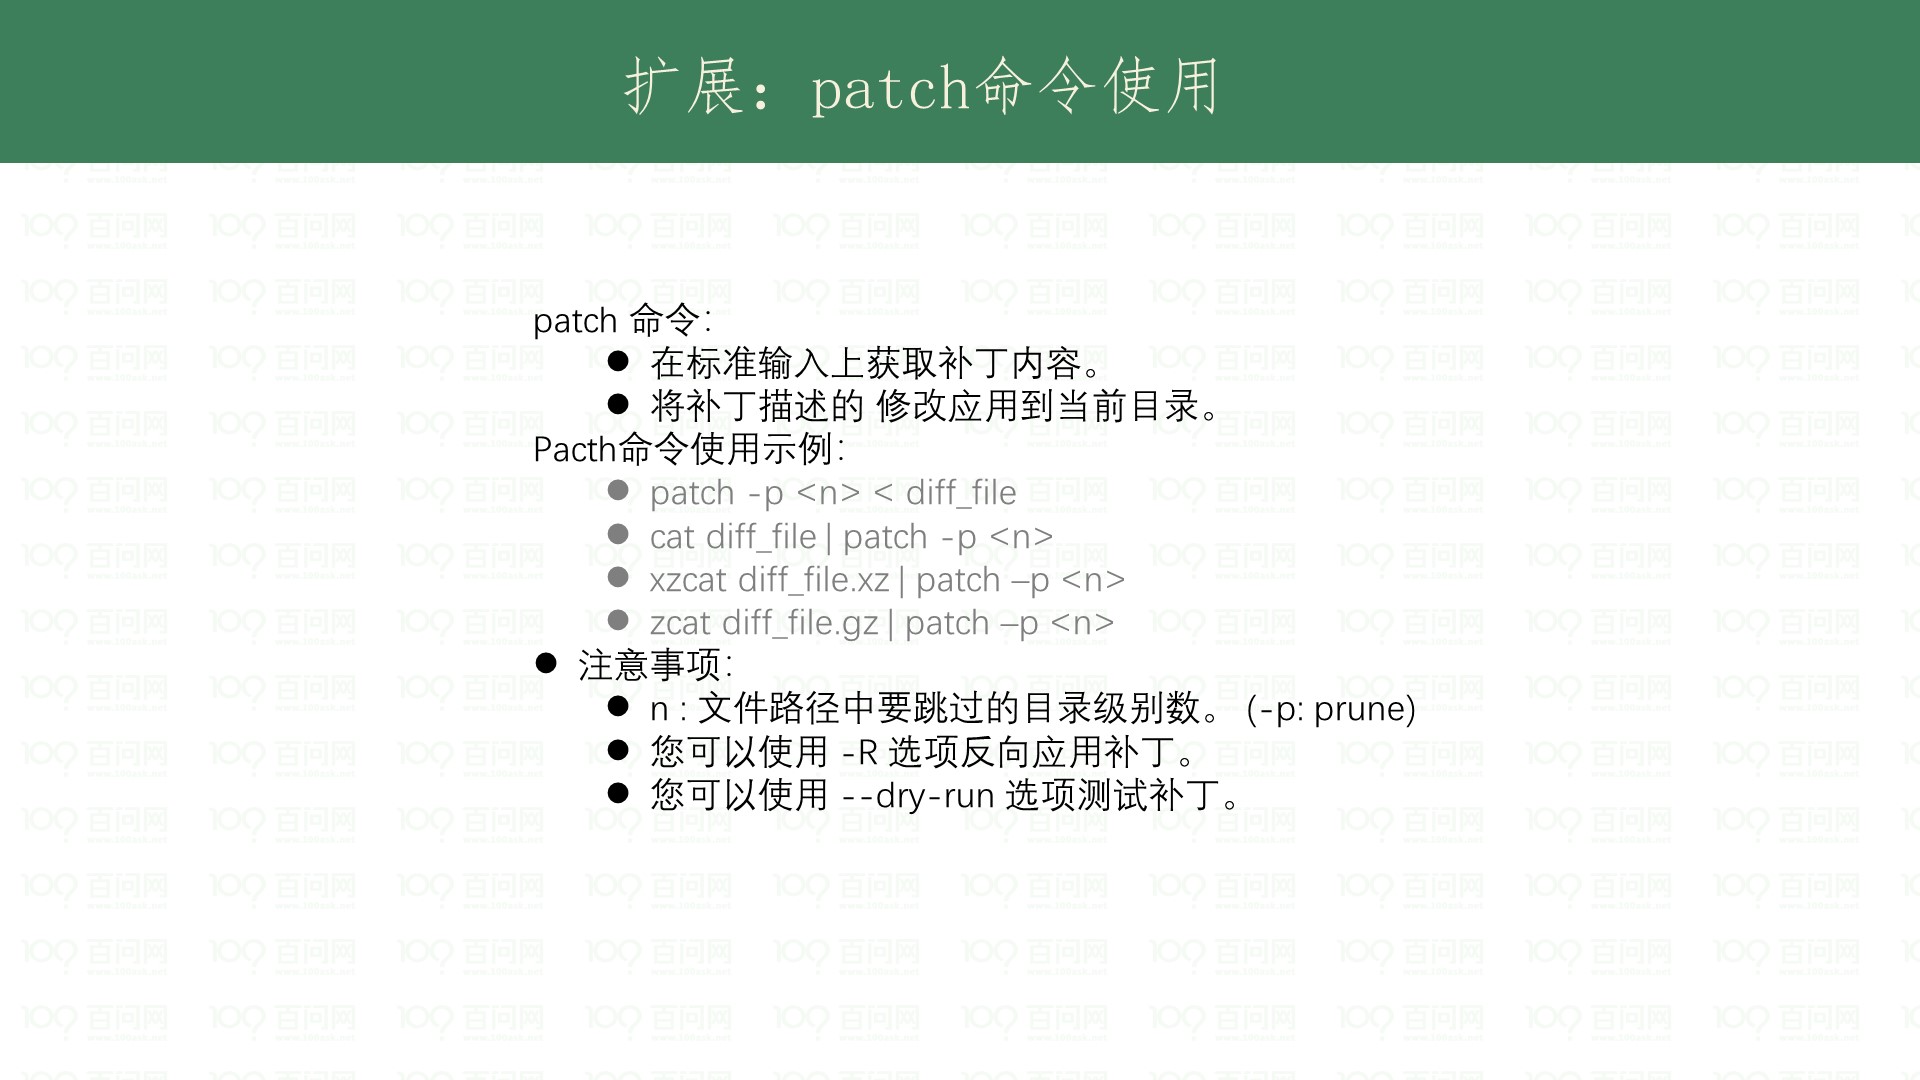 扩展：patch命令使用
patch 命令：
● 在标准输入上获取补丁内容。
● 将补丁描述的 修改应用到当前目录。
Pacth命令使用示例：
● patch -p <n> < diff_file
● cat diff_file | patch -p <n>
● xzcat diff_file.xz | patch –p <n>
● zcat diff_file.gz | patch –p <n>
● 注意事项：
● n : 文件路径中要跳过的目录级别数。 (-p: prune)
● 您可以使用 -R 选项反向应用补丁。
● 您可以使用 --dry-run 选项测试补丁。